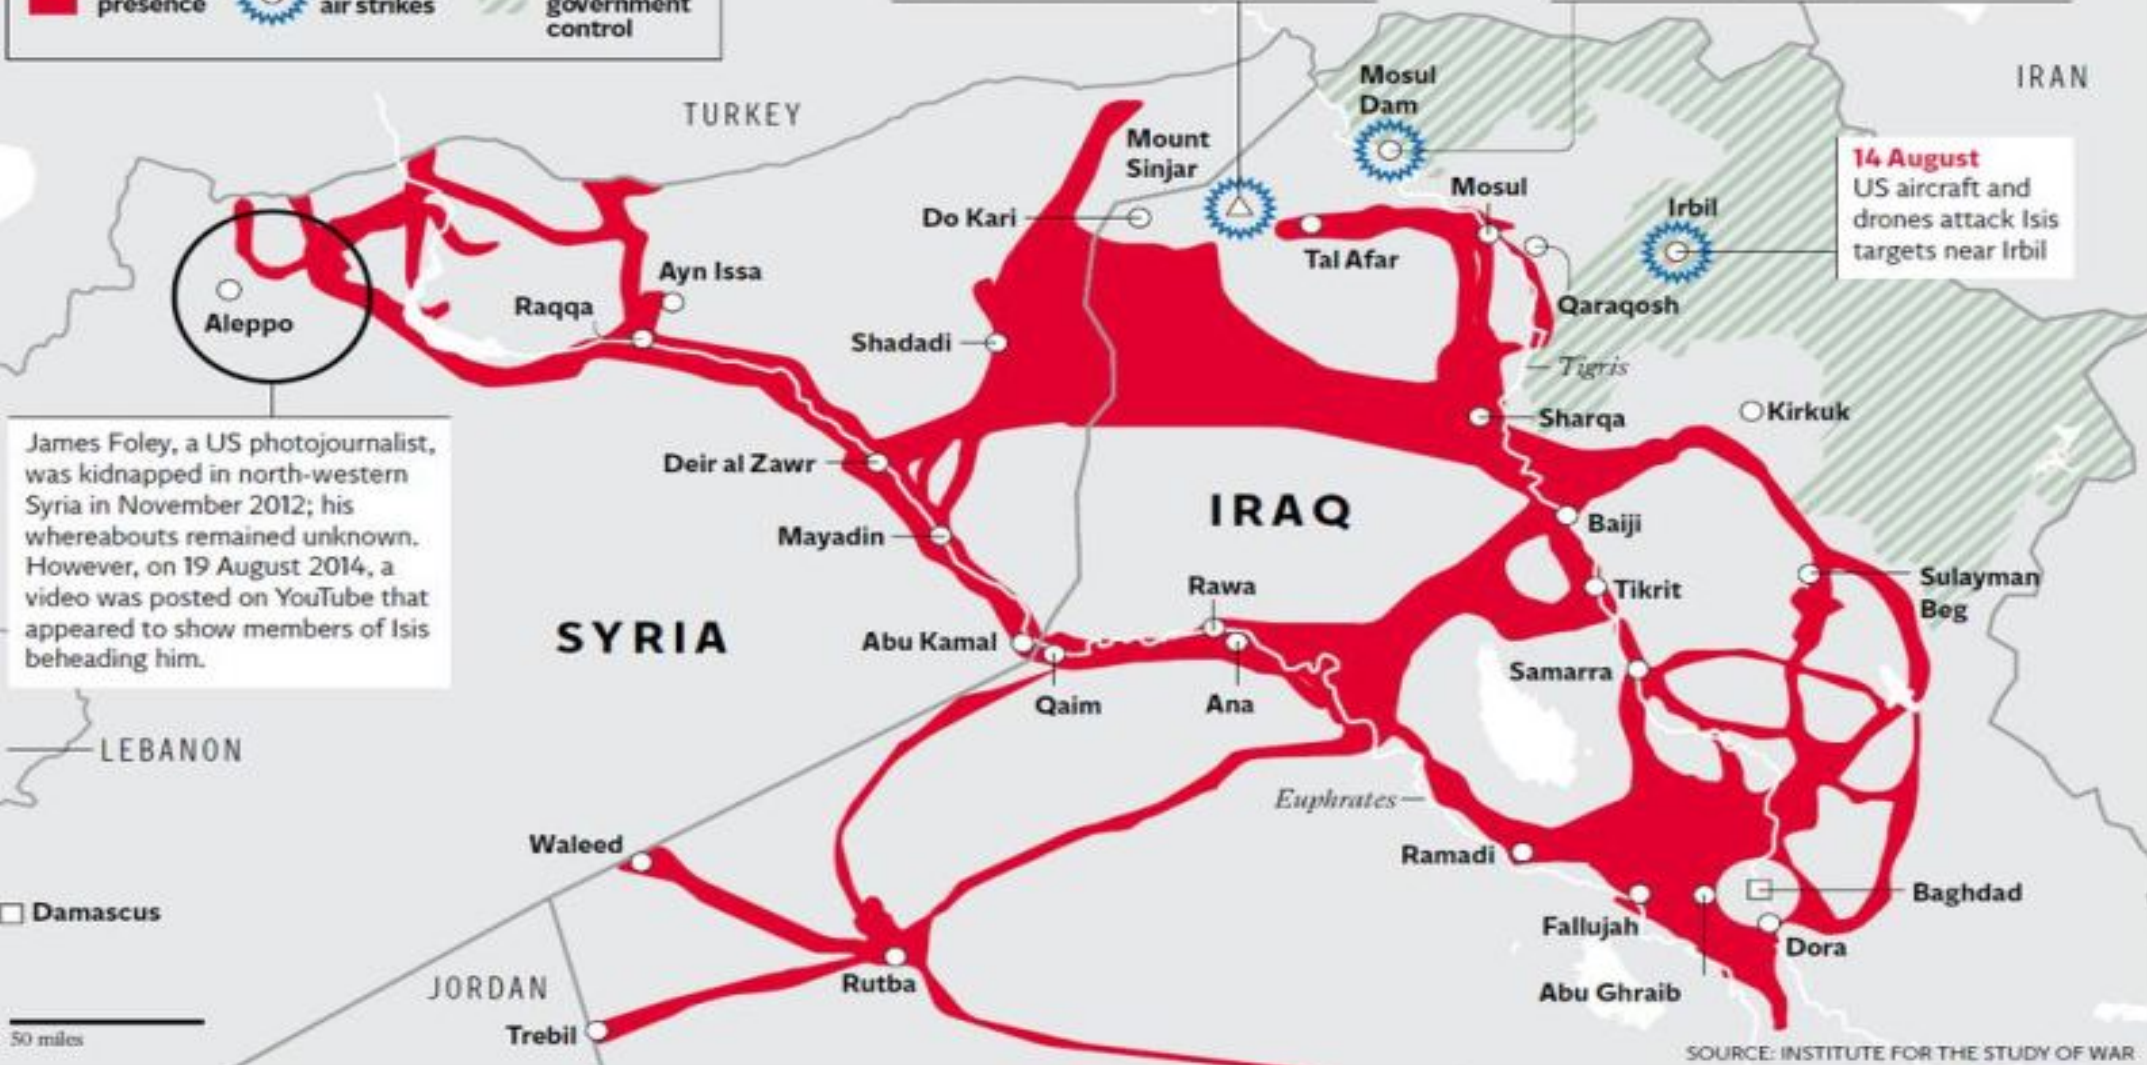 presence
air strikes
government
control
TURKEY
IRAN
Mosul
Dam
Mount
Sinjar
14 August
US aircraft and
drones attack Isis
targets near Irbil
Mosul
Irbil
Do Kari
Tal Afar
Ayn Issa
Raqqa
Qaraqosh
Aleppo
Shadadi
Tigris
Kirkuk
Sharqa
James Foley, a US photojournalist,
was kidnapped in north-western
Syria in November 2012; his
whereabouts remained unknown.
However, on 19 August 2014, a
video was posted on YouTube that
appeared to show members of Isis
beheading him.
Deir al Zawr
IRAQ
Baiji
Mayadin
Rawa
Tikrit
Sulayman
Beg
SYRIA
Abu Kamal
Samarra
Qaim
Ana
LEBANON
Euphrates
Waleed
Ramadi
Damascus
Baghdad
Fallujah
Dora
JORDAN
Rutba
Abu Ghraib
Trebil
50 miles
SOURCE: INSTITUTE FOR THE STUDY OF WAR